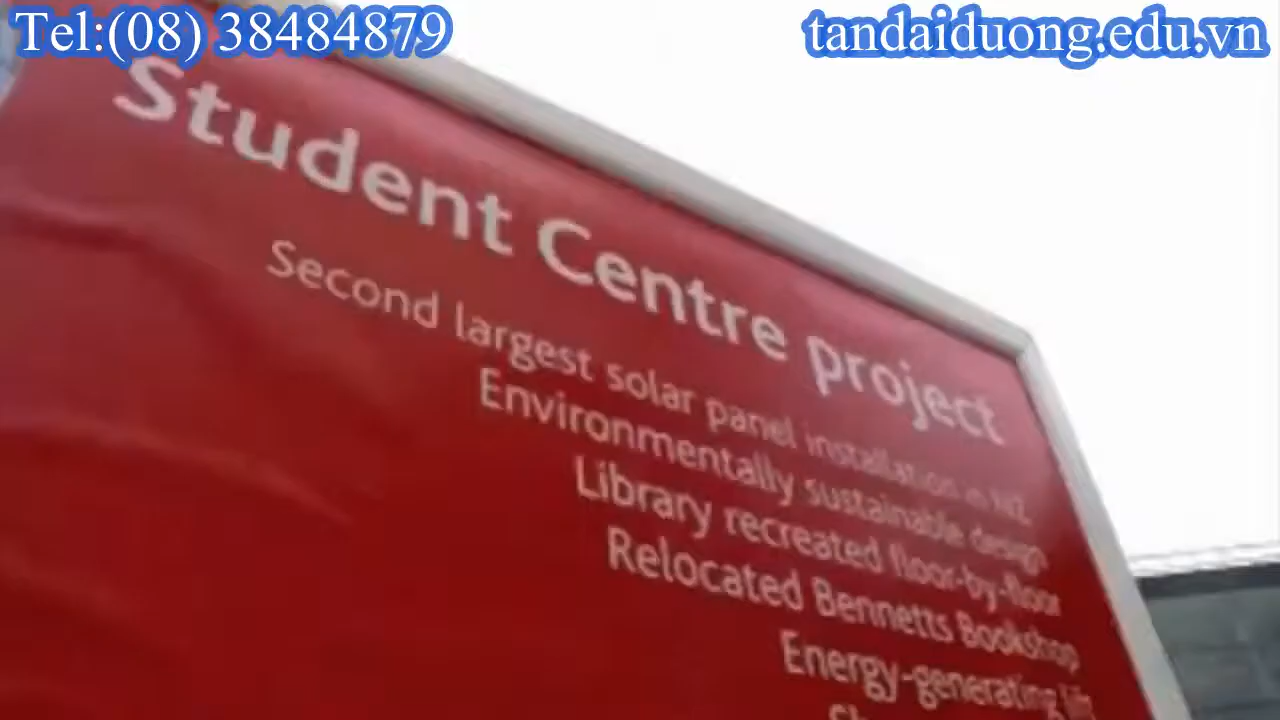 Tel:(08) 38484879
tandaiduong.edu.vn
Student Centre project
Second largest solar panel installation in NZ
Environmentally sustainable design
Library recreated floor-by-floor
Relocated Bennetts Bookshop
Energy-generating lift